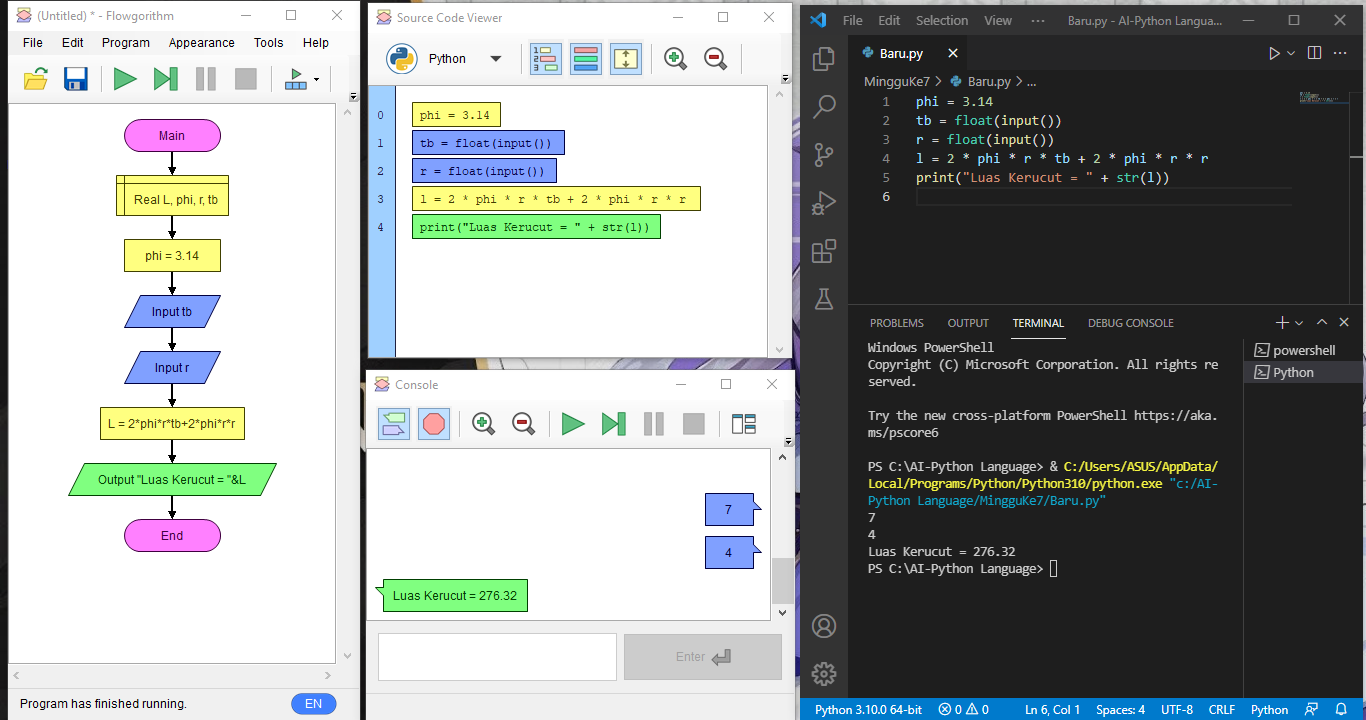 (Untitled) * - Flowgorithm
File Edit Program Appearance Tools Help
Main
Real L, phi, r, tb
phi = 3.14
Input tb
Input r
L = 2*phi*r*tb+2*phi*r*r
Output "Luas Kerucut = "&L
End
Program has finished running.
EN
Source Code Viewer
Python
0 phi = 3.14
1 tb = float(input())
2 r = float(input())
3 l = 2 * phi * r * tb + 2 * phi * r * r
4 print("Luas Kerucut = " + str(l))
Console
7
4
Luas Kerucut = 276.32
Enter
File Edit Selection View ··· Baru.py - AI-Python Langua...
Baru.py
MingguKe7 > Baru.py > ...
1 phi = 3.14
2 tb = float(input())
3 r = float(input())
4 l = 2 * phi * r * tb + 2 * phi * r * r
5 print("Luas Kerucut = " + str(l))
6
PROBLEMS OUTPUT TERMINAL DEBUG CONSOLE
Windows PowerShell
Copyright (C) Microsoft Corporation. All rights re
served.
Try the new cross-platform PowerShell https://aka.
ms/pscore6
PS C:\AI-Python Language> & C:/Users/ASUS/AppData/
Local/Programs/Python/Python310/python.exe "c:/AI-
Python Language/MingguKe7/Baru.py"
7
4
Luas Kerucut = 276.32
PS C:\AI-Python Language>
powershell
Python
Python 3.10.0 64-bit 0 0 Ln 6, Col 1 Spaces: 4 UTF-8 CRLF Python